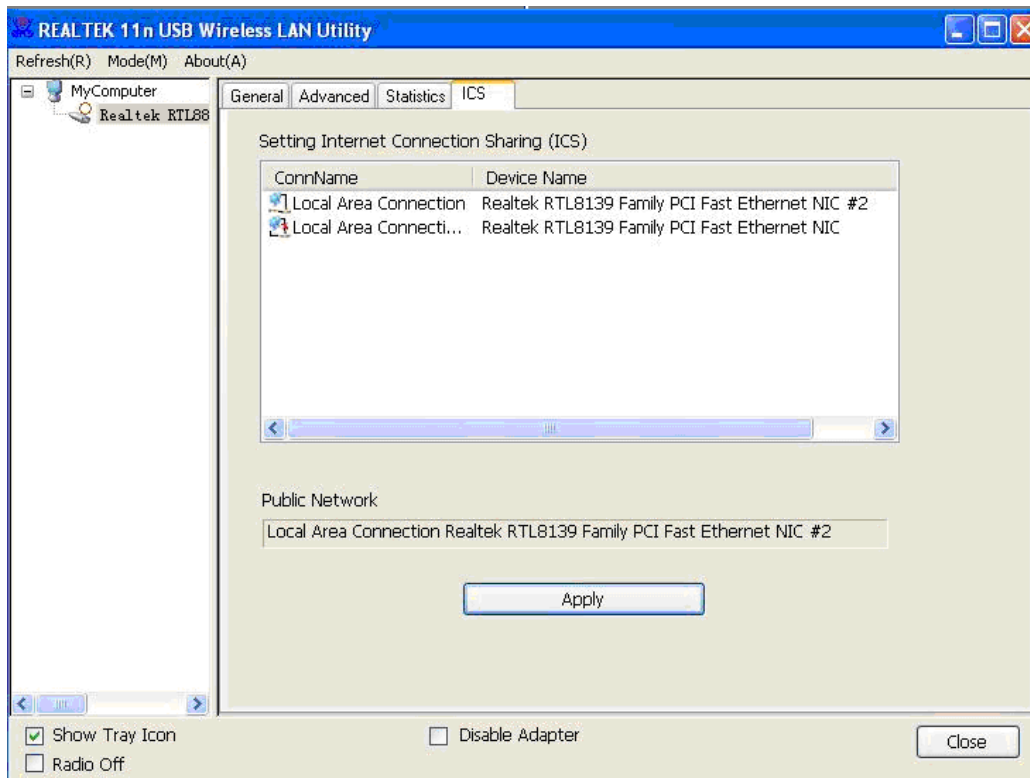 REALTEK 11n USB Wireless LAN Utility
Refresh(R) Mode(M) About(A)
MyComputer
Realtek RTL88
General Advanced Statistics ICS
Setting Internet Connection Sharing (ICS)
ConnName Device Name
Local Area Connection Realtek RTL8139 Family PCI Fast Ethernet NIC #2
Local Area Connecti... Realtek RTL8139 Family PCI Fast Ethernet NIC
Public Network
Local Area Connection Realtek RTL8139 Family PCI Fast Ethernet NIC #2
Apply
Show Tray Icon
Radio Off
Disable Adapter
Close